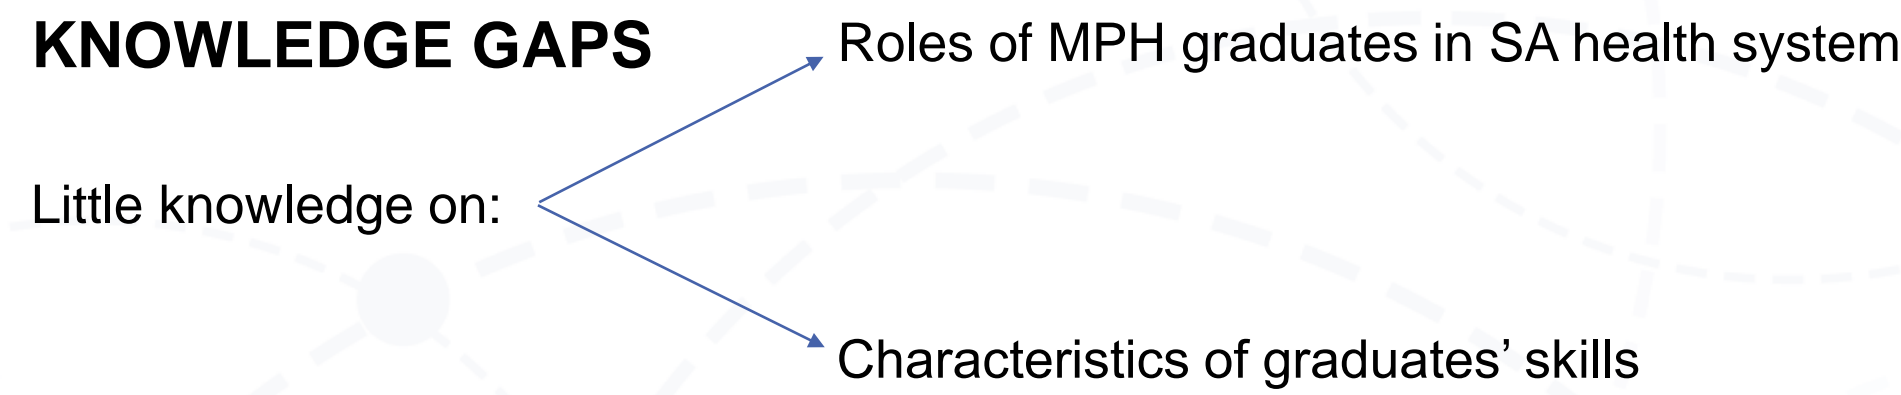 KNOWLEDGE GAPS
Roles of MPH graduates in SA health system
Little knowledge on:
Characteristics of graduates’ skills